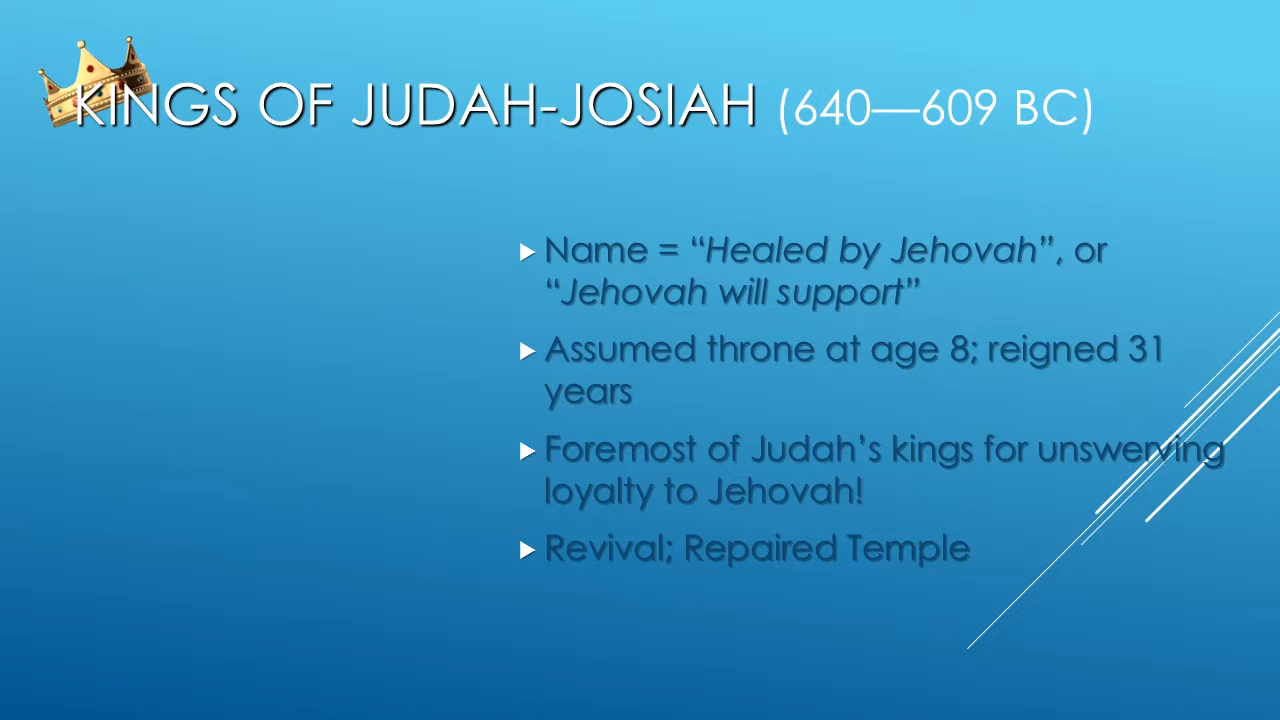 KINGS OF JUDAH-JOSIAH (640—609 BC)
Name = “Healed by Jehovah”, or
“Jehovah will support”
Assumed throne at age 8; reigned 31
years
Foremost of Judah’s kings for unswerving
loyalty to Jehovah!
Revival; Repaired Temple